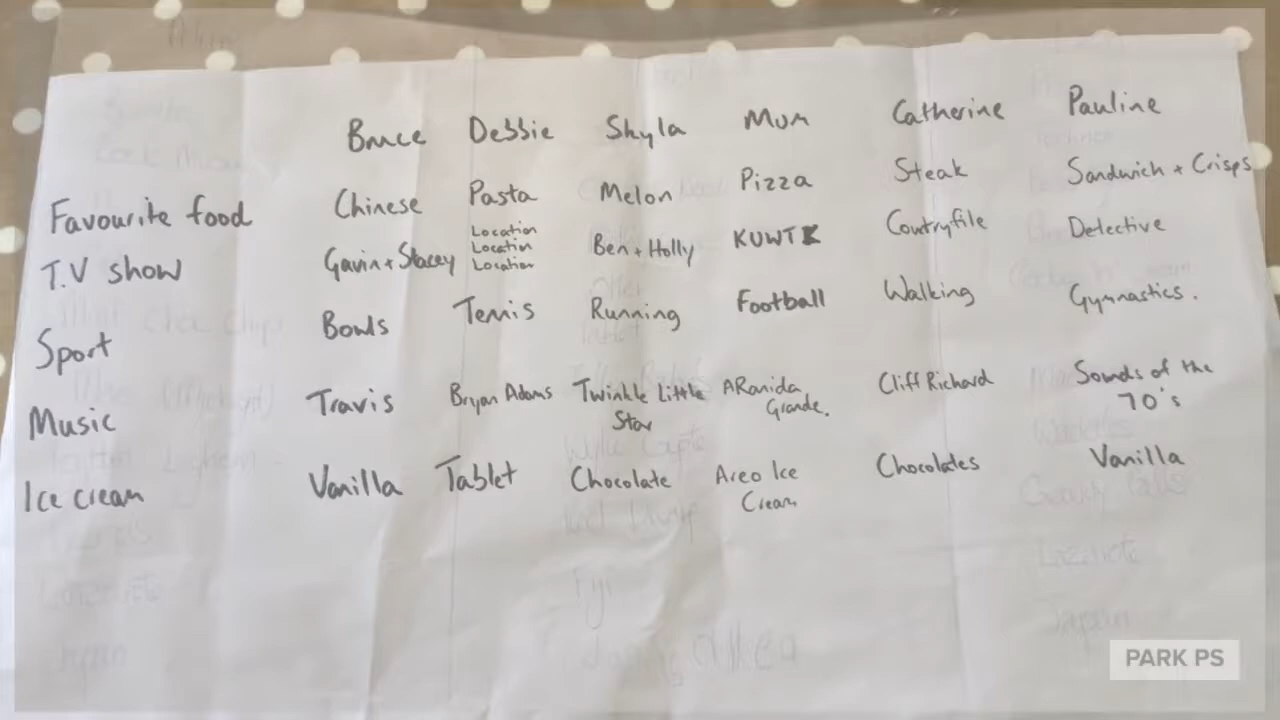 Bruce Debbie Shyla Mum Catherine Pauline
Favourite food Chinese Pasta Melon Pizza Steak Sandwich + Crisps
T.V show Gavin + Stacey Location Location Location Ben + Holly KUWTK Countryfile Detective
Sport Bowls Tennis Running Football Walking Gymnastics.
Music Travis Bryan Adams Twinkle Little Star ARanida Grande. Cliff Richard Sounds of the 70's
Ice cream Vanilla Tablet Chocolate Areo Ice Cream Chocolates Vanilla
PARK PS